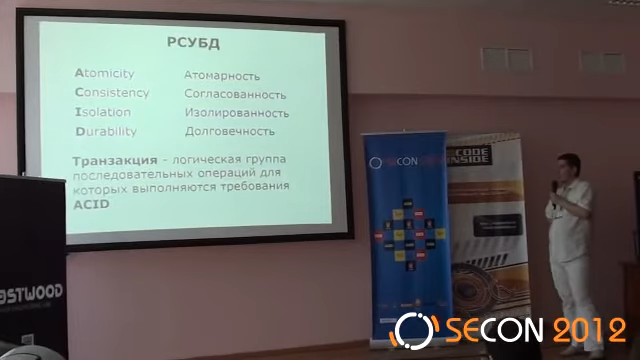 РСУБД
Atomicity Атомарность
Consistency Согласованность
Isolation Изолированность
Durability Долговечность
Транзакция - логическая группа
последовательных операций для
которых выполняются требования
ACID
SECON
CODE
INSIDE
SECON 2012